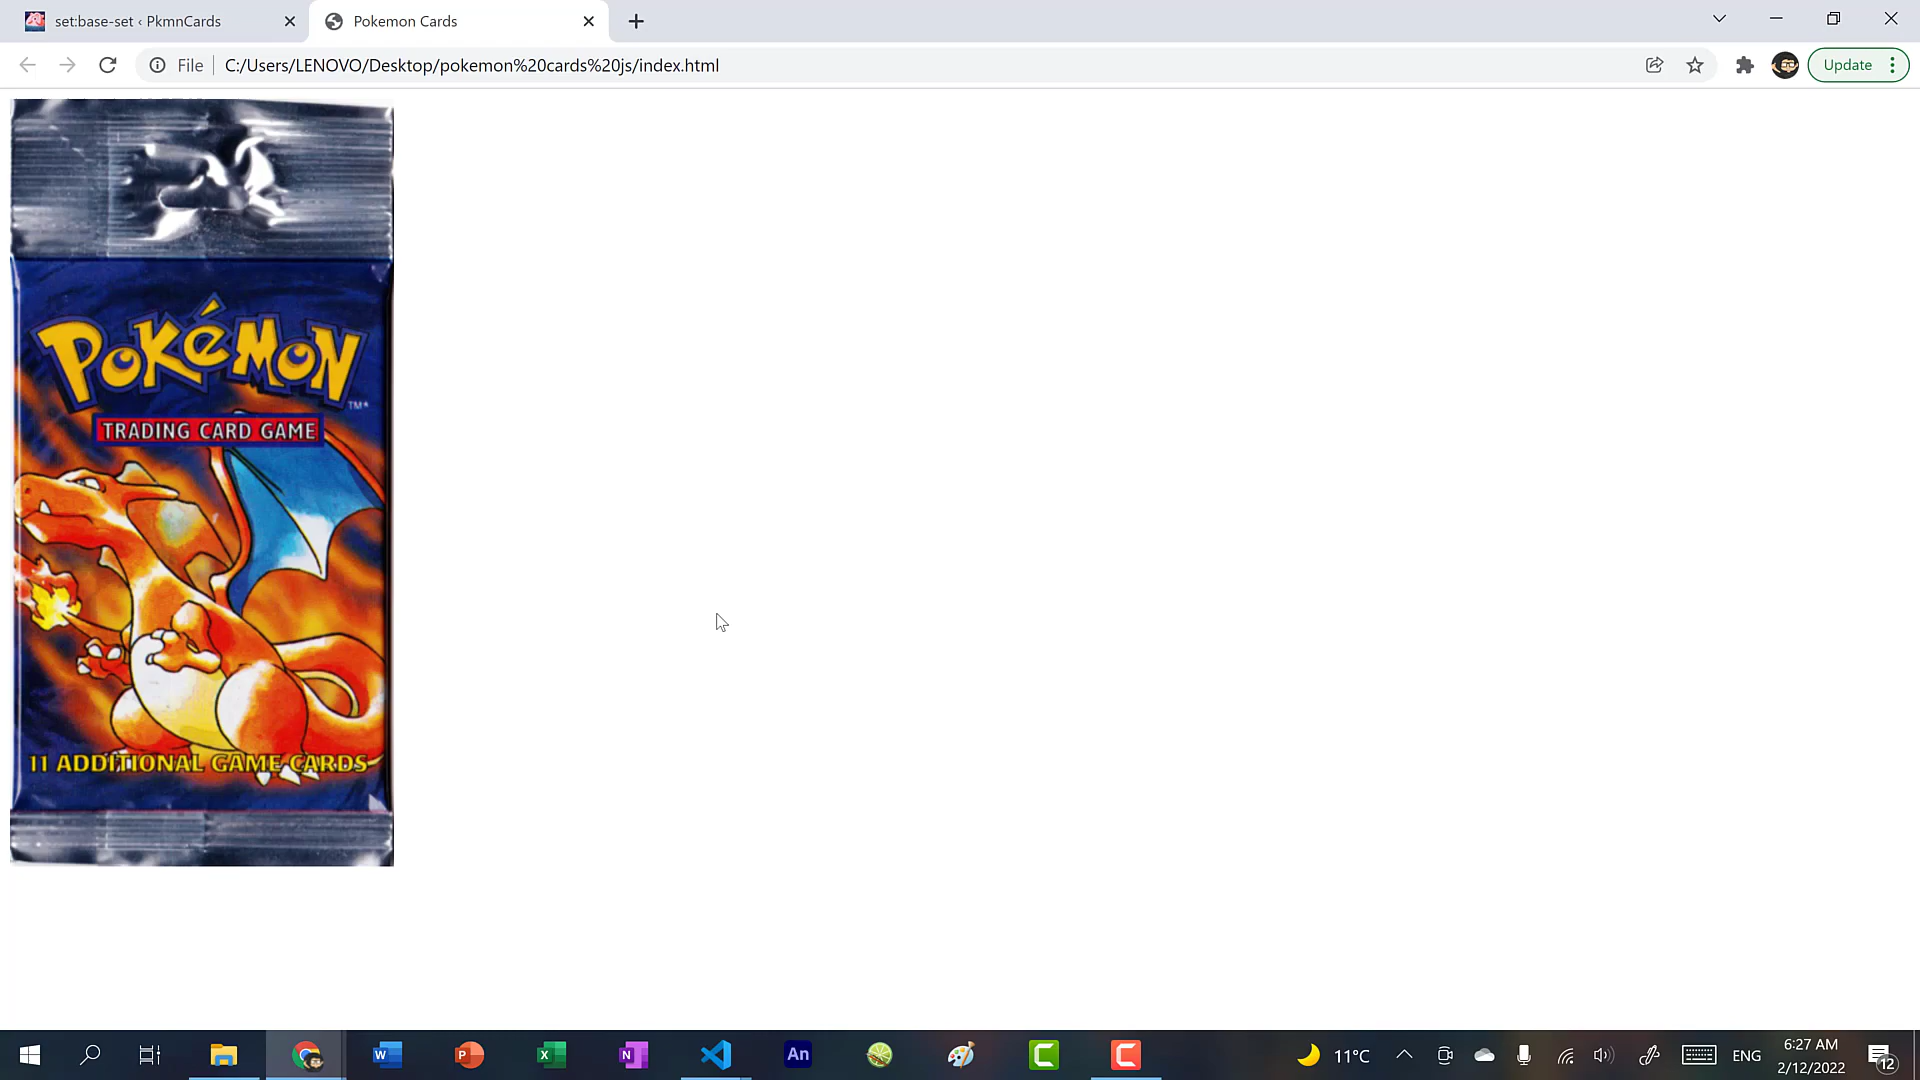 set:base-set ‹ PkmnCards
Pokemon Cards
File
C:/Users/LENOVO/Desktop/pokemon%20cards%20js/index.html
Update
POKéMON
TM*
TRADING CARD GAME
11 ADDITIONAL GAME CARDS
W
P
X
N
An
C
C
11°C
ENG
6:27 AM
2/12/2022
12